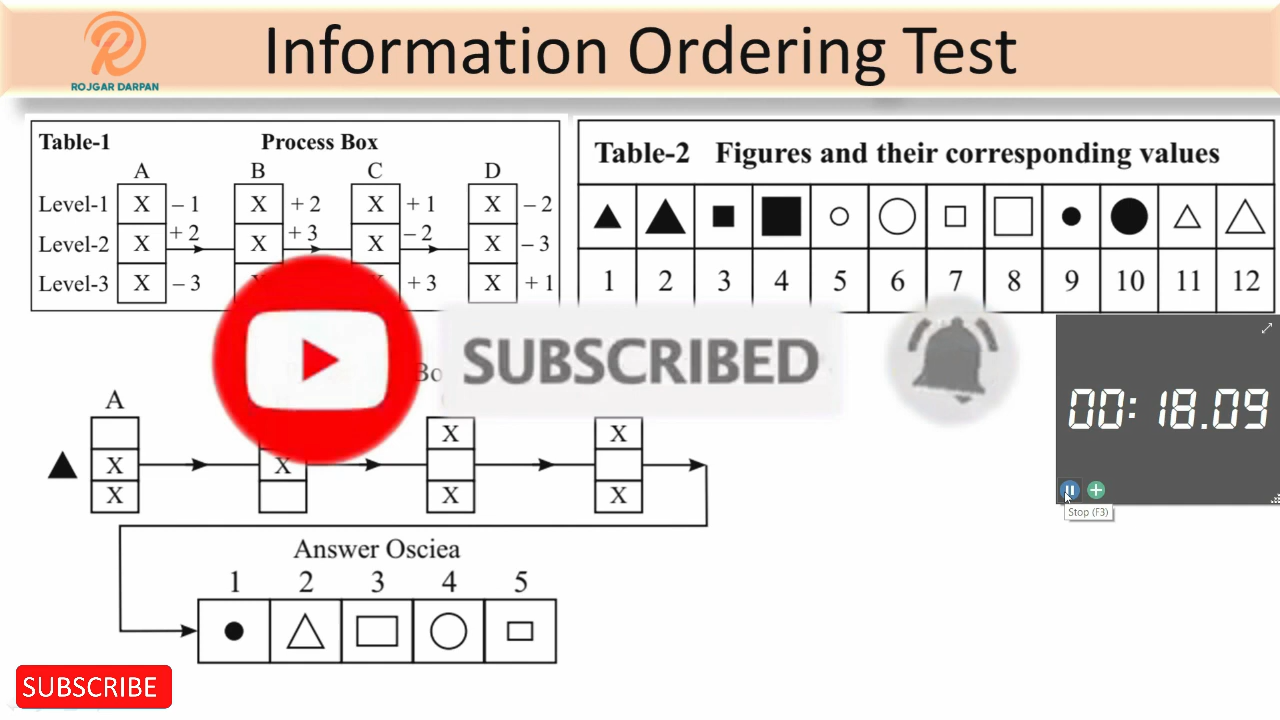 Information Ordering Test
ROJGAR DARPAN
Table-1 Process Box
A B C D
Level-1 X – 1 X + 2 X + 1 X – 2
Level-2 X + 2 X + 3 X – 2 X – 3
Level-3 X – 3 + 3 X + 1
Table-2 Figures and their corresponding values
1 2 3 4 5 6 7 8 9 10 11 12
SUBSCRIBED
00:18.09
Stop (F3)
A
X X
X X
X X X
Answer Osciea
1 2 3 4 5
SUBSCRIBE